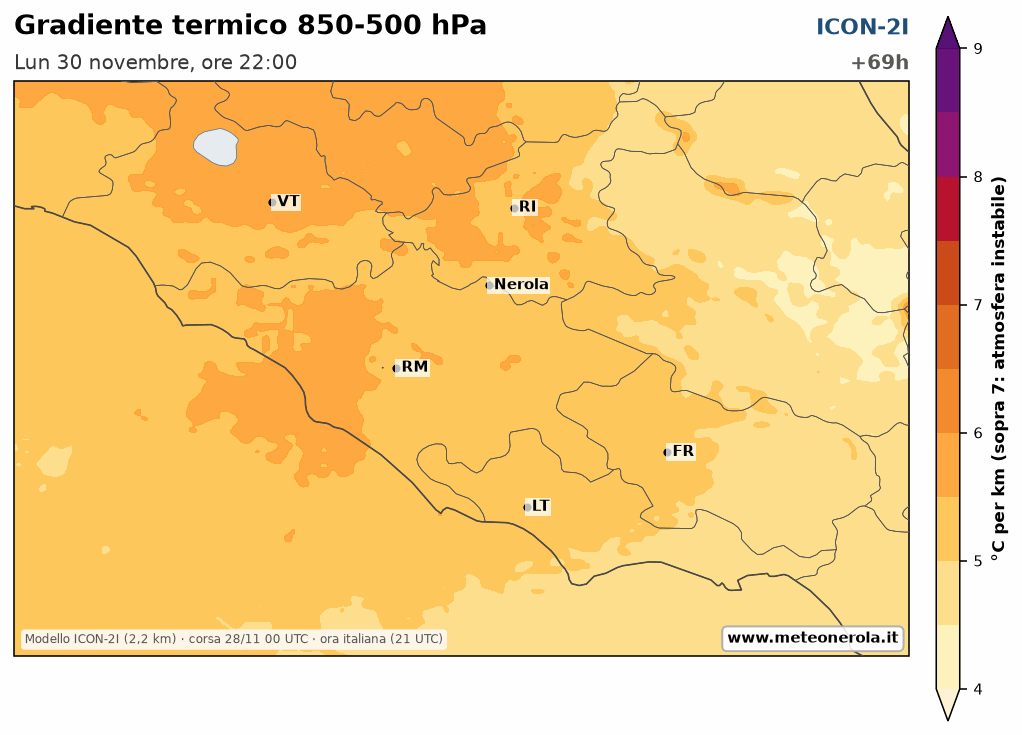 Gradiente termico 850-500 hPa
ICON-2I
Lun 30 novembre, ore 22:00
+69h
9
8
7
6
5
4
°C per km (sopra 7: atmosfera instabile)
VT
RI
Nerola
RM
FR
LT
Modello ICON-2I (2,2 km) · corsa 28/11 00 UTC · ora italiana (21 UTC)
www.meteonerola.it